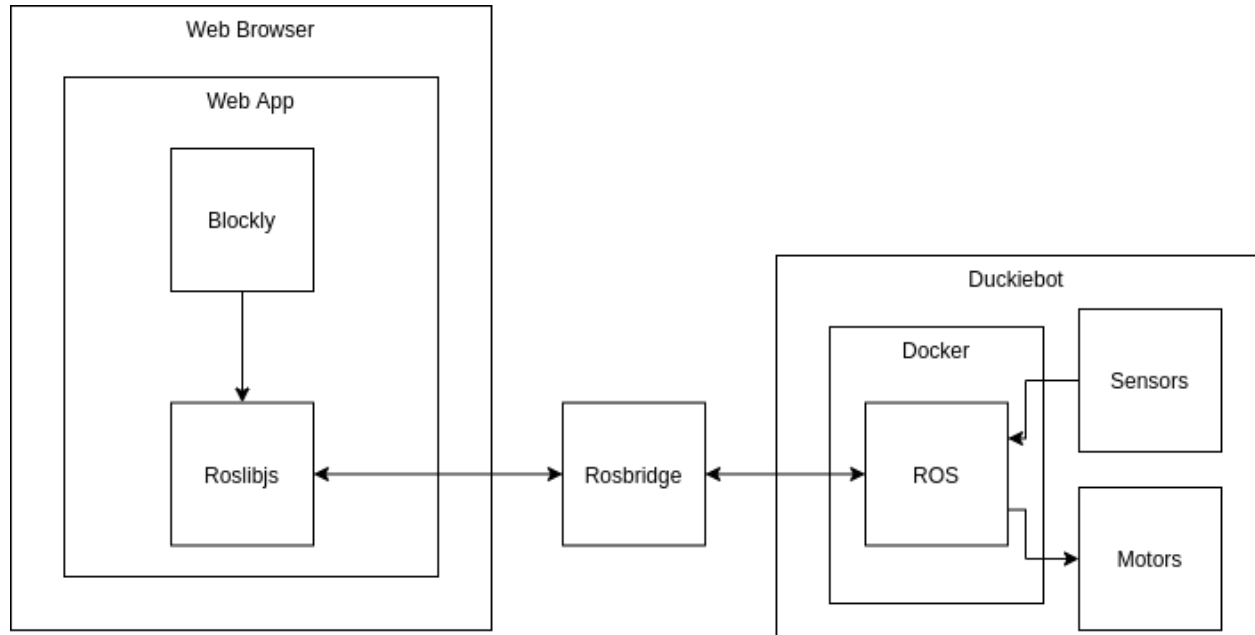 Web Browser
Web App
Blockly
Roslibjs
Rosbridge
Duckiebot
Docker
ROS
Sensors
Motors